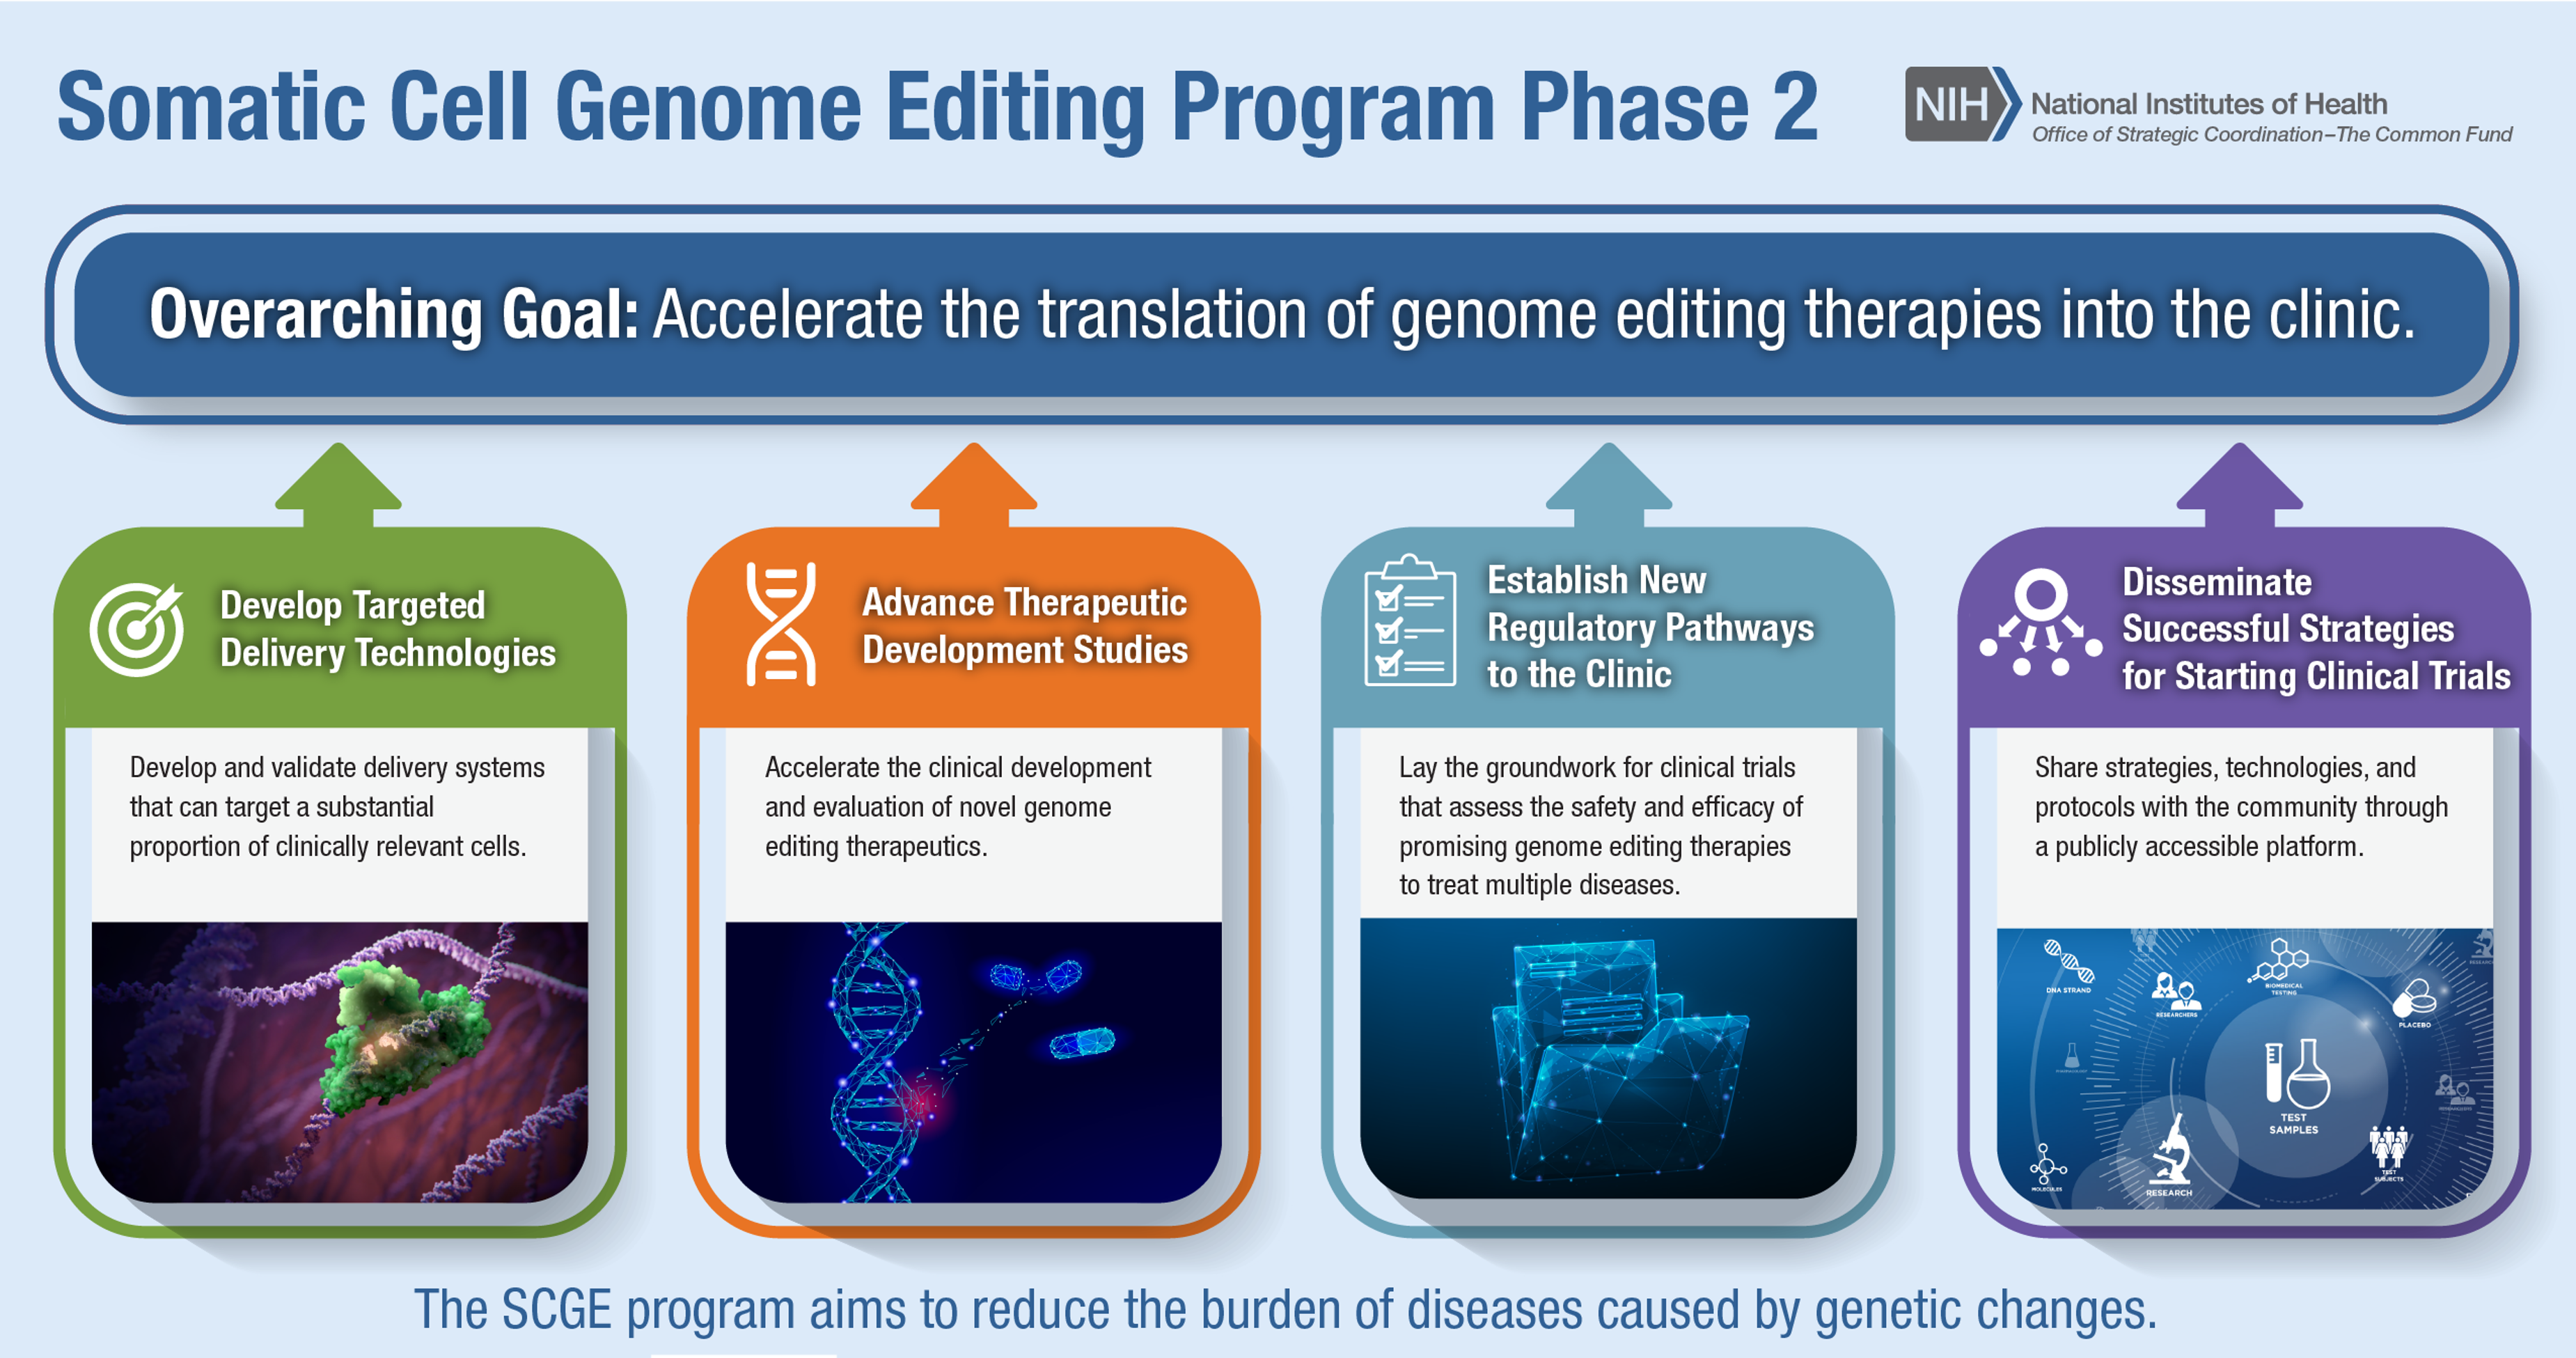 Somatic Cell Genome Editing Program Phase 2
NIH
National Institutes of Health
Office of Strategic Coordination–The Common Fund
Overarching Goal: Accelerate the translation of genome editing therapies into the clinic.
Develop Targeted
Delivery Technologies
Develop and validate delivery systems
that can target a substantial
proportion of clinically relevant cells.
Advance Therapeutic
Development Studies
Accelerate the clinical development
and evaluation of novel genome
editing therapeutics.
Establish New
Regulatory Pathways
to the Clinic
Lay the groundwork for clinical trials
that assess the safety and efficacy of
promising genome editing therapies
to treat multiple diseases.
Disseminate
Successful Strategies
for Starting Clinical Trials
Share strategies, technologies, and
protocols with the community through
a publicly accessible platform.
DNA STRAND
RESEARCHERS
BIOMEDICAL
TESTING
PLACEBO
TEST
SAMPLES
MOLECULES
RESEARCH
TEST
SUBJECTS
The SCGE program aims to reduce the burden of diseases caused by genetic changes.